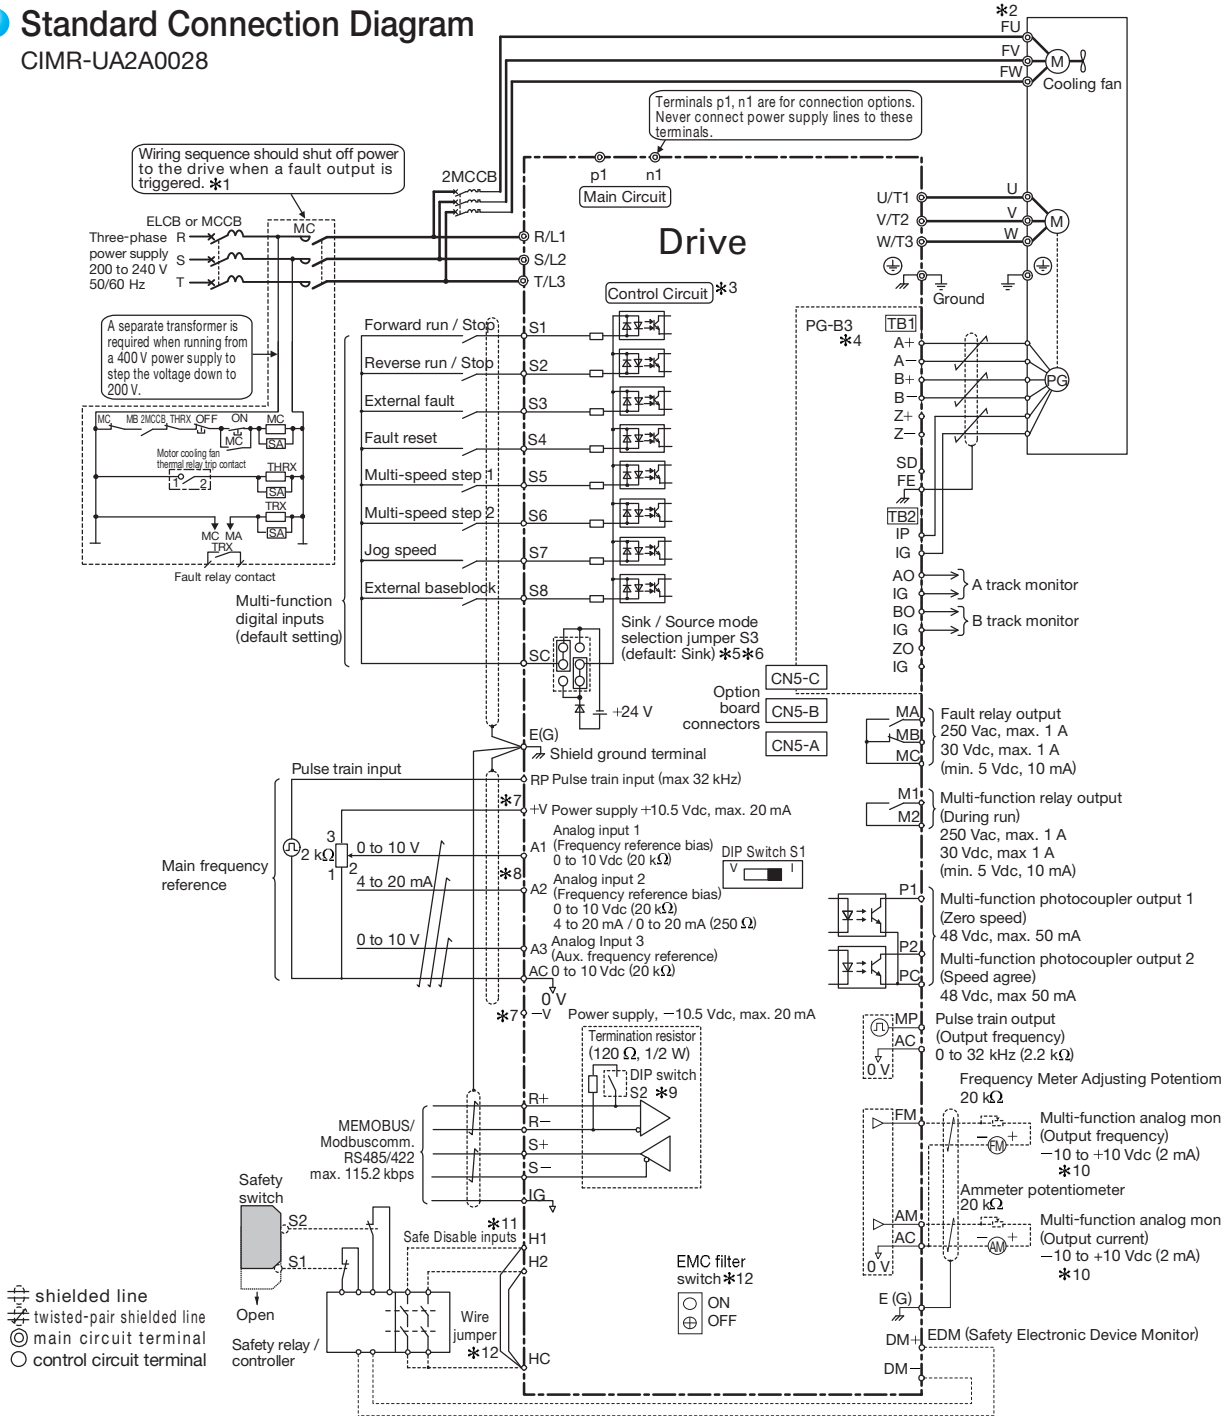 Standard Connection Diagram
CIMR-UA2A0028
*2
FU
FV
FW
M
Cooling fan
Terminals p1, n1 are for connection options.
Never connect power supply lines to these
terminals.
Wiring sequence should shut off power
to the drive when a fault output is
triggered. *1
2MCCB
p1
n1
Main Circuit
ELCB or MCCB
MC
Three-phase
power supply
200 to 240 V
50/60 Hz
R
S
T
R/L1
S/L2
T/L3
Drive
U/T1
V/T2
W/T3
U
V
W
M
Ground
Control Circuit *3
A separate transformer is
required when running from
a 400 V power supply to
step the voltage down to
200 V.
MC
MB
2MCCB
THRX
OFF
ON
MC
MC
SA
Motor cooling fan
thermal relay trip contact
1
2
THRX
SA
TRX
SA
MC
MA
TRX
Fault relay contact
Forward run / Stop
S1
Reverse run / Stop
S2
External fault
S3
Fault reset
S4
Multi-speed step 1
S5
Multi-speed step 2
S6
Jog speed
S7
External baseblock
S8
Multi-function
digital inputs
(default setting)
SC
Sink / Source mode
selection jumper S3
(default: Sink) *5*6
+24 V
PG-B3
*4
TB1
A+
A−
B+
B−
Z+
Z−
PG
SD
FE
TB2
IP
IG
AO
IG
A track monitor
BO
IG
B track monitor
ZO
IG
Option
board
connectors
CN5-C
CN5-B
CN5-A
E(G)
Shield ground terminal
MA
MB
MC
Fault relay output
250 Vac, max. 1 A
30 Vdc, max. 1 A
(min. 5 Vdc, 10 mA)
M1
M2
Multi-function relay output
(During run)
250 Vac, max. 1 A
30 Vdc, max 1 A
(min. 5 Vdc, 10 mA)
Pulse train input
RP Pulse train input (max 32 kHz)
*7
+V Power supply +10.5 Vdc, max. 20 mA
Main frequency
reference
3
2 kΩ
1
2
0 to 10 V
A1
Analog input 1
(Frequency reference bias)
0 to 10 Vdc (20 kΩ)
*8
4 to 20 mA
A2
Analog input 2
(Frequency reference bias)
0 to 10 Vdc (20 kΩ)
4 to 20 mA / 0 to 20 mA (250 Ω)
0 to 10 V
A3
Analog Input 3
(Aux. frequency reference)
AC 0 to 10 Vdc (20 kΩ)
0 V
*7 −V Power supply, −10.5 Vdc, max. 20 mA
DIP Switch S1
V
I
P1
Multi-function photocoupler output 1
(Zero speed)
48 Vdc, max. 50 mA
P2
PC
Multi-function photocoupler output 2
(Speed agree)
48 Vdc, max 50 mA
MP
AC
0 V
Pulse train output
(Output frequency)
0 to 32 kHz (2.2 kΩ)
Termination resistor
(120 Ω, 1/2 W)
DIP switch
S2 *9
MEMOBUS/
Modbuscomm.
RS485/422
max. 115.2 kbps
R+
R−
S+
S−
IG
Frequency Meter Adjusting Potentiom
20 kΩ
FM
− +
FM
Multi-function analog mon
(Output frequency)
−10 to +10 Vdc (2 mA)
*10
Ammeter potentiometer
20 kΩ
AM
AC
0 V
− +
AM
Multi-function analog mon
(Output current)
−10 to +10 Vdc (2 mA)
*10
E (G)
DM+
EDM (Safety Electronic Device Monitor)
DM−
Safety
switch
S2
S1
Open
Safety relay /
controller
*11
Safe Disable inputs
H1
H2
Wire
jumper
*12
HC
EMC filter
switch*12
ON
OFF
shielded line
twisted-pair shielded line
main circuit terminal
control circuit terminal